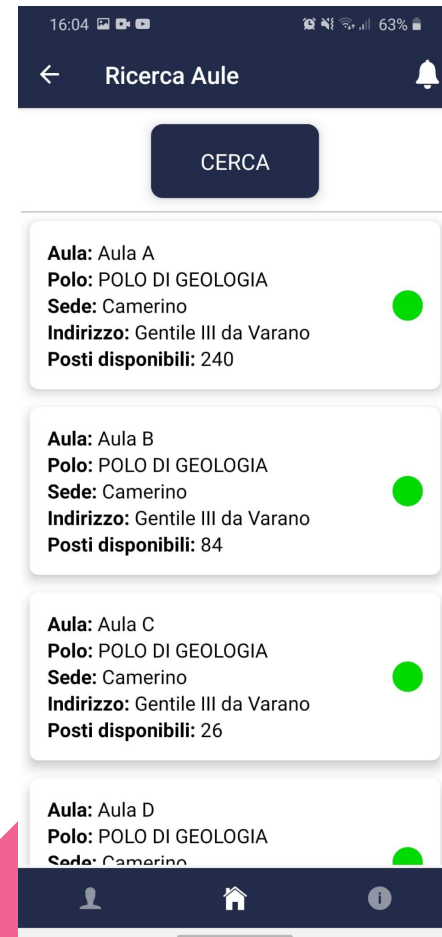 16:04 63%
Ricerca Aule
CERCA
Aula: Aula A
Polo: POLO DI GEOLOGIA
Sede: Camerino
Indirizzo: Gentile III da Varano
Posti disponibili: 240
Aula: Aula B
Polo: POLO DI GEOLOGIA
Sede: Camerino
Indirizzo: Gentile III da Varano
Posti disponibili: 84
Aula: Aula C
Polo: POLO DI GEOLOGIA
Sede: Camerino
Indirizzo: Gentile III da Varano
Posti disponibili: 26
Aula: Aula D
Polo: POLO DI GEOLOGIA
Sede: Camerino